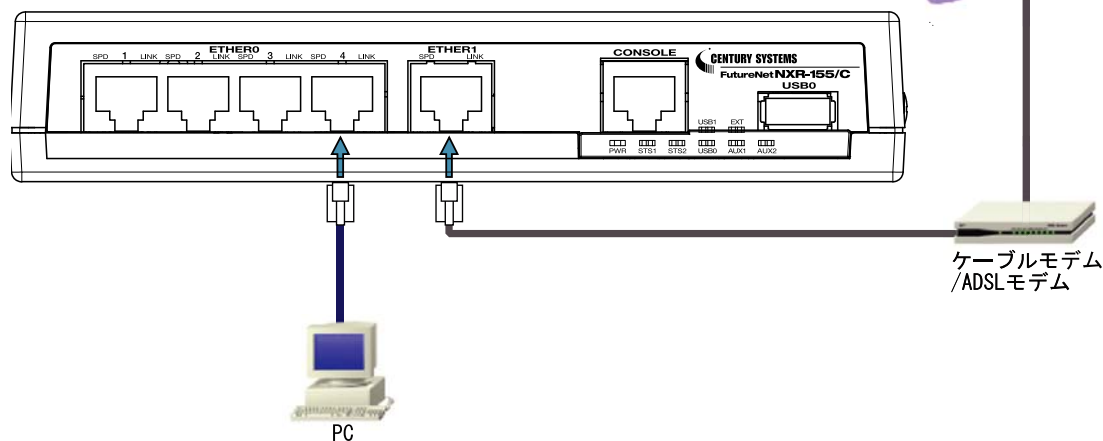 ETHER0
SPD 1 LINK SPD 2 LINK SPD 3 LINK SPD 4 LINK
ETHER1
SPD LINK
CONSOLE
CENTURY SYSTEMS
FutureNet NXR-155/C
USB0
USB1 EXT
PWR STS1 STS2 USB0 AUX1 AUX2
ケーブルモデム
/ADSLモデム
PC